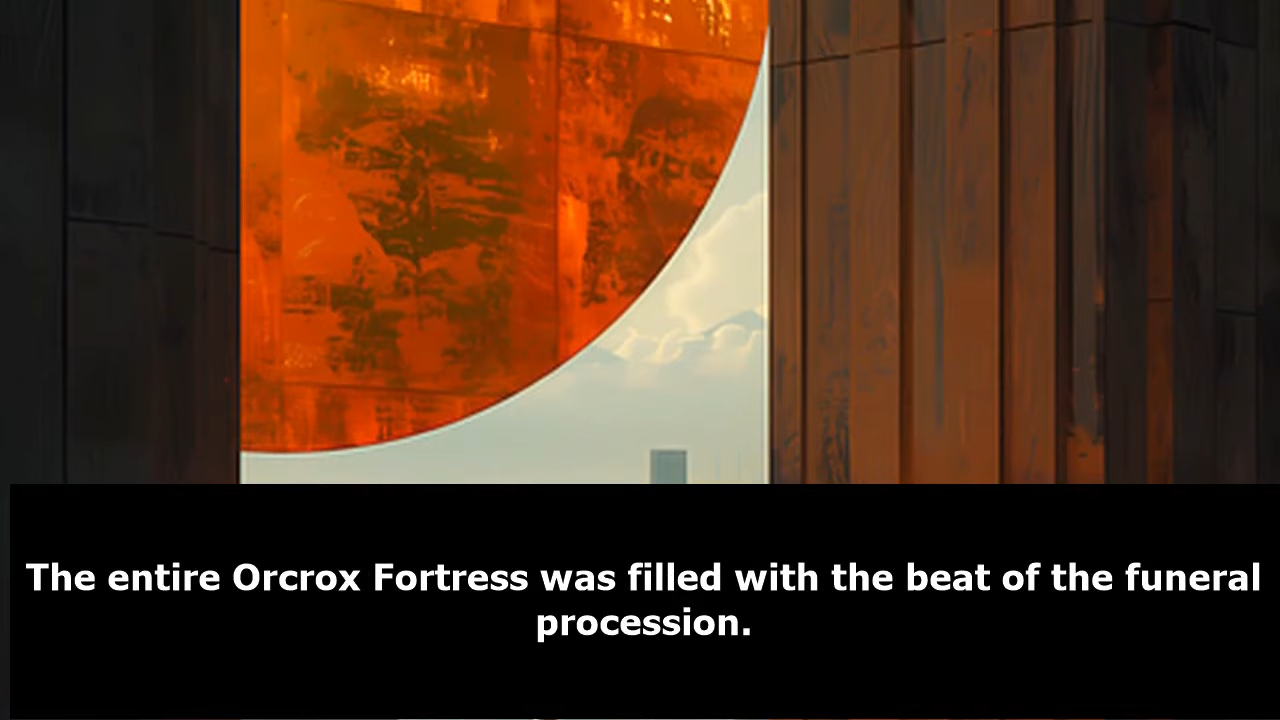 The entire Orcrox Fortress was filled with the beat of the funeral
procession.